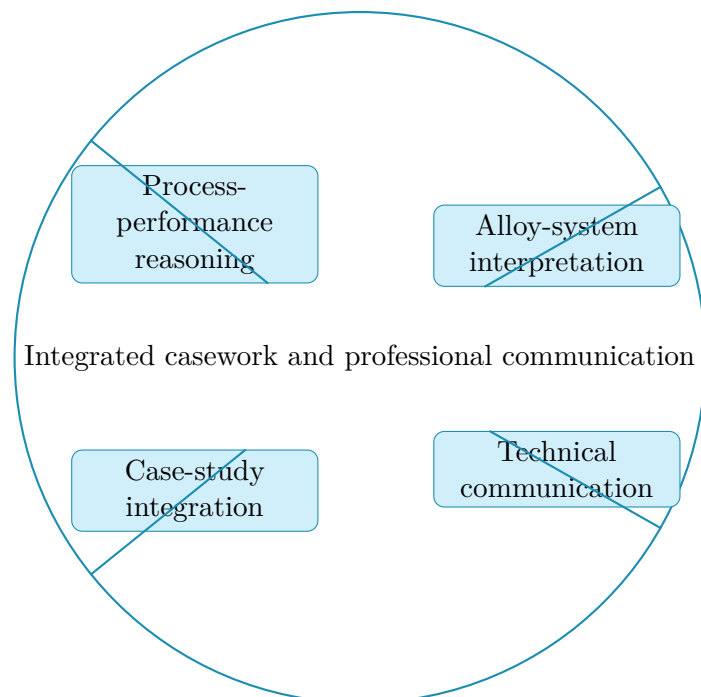 Process-
performance
reasoning
Alloy-system
interpretation
Integrated casework and professional communication
Case-study
integration
Technical
communication